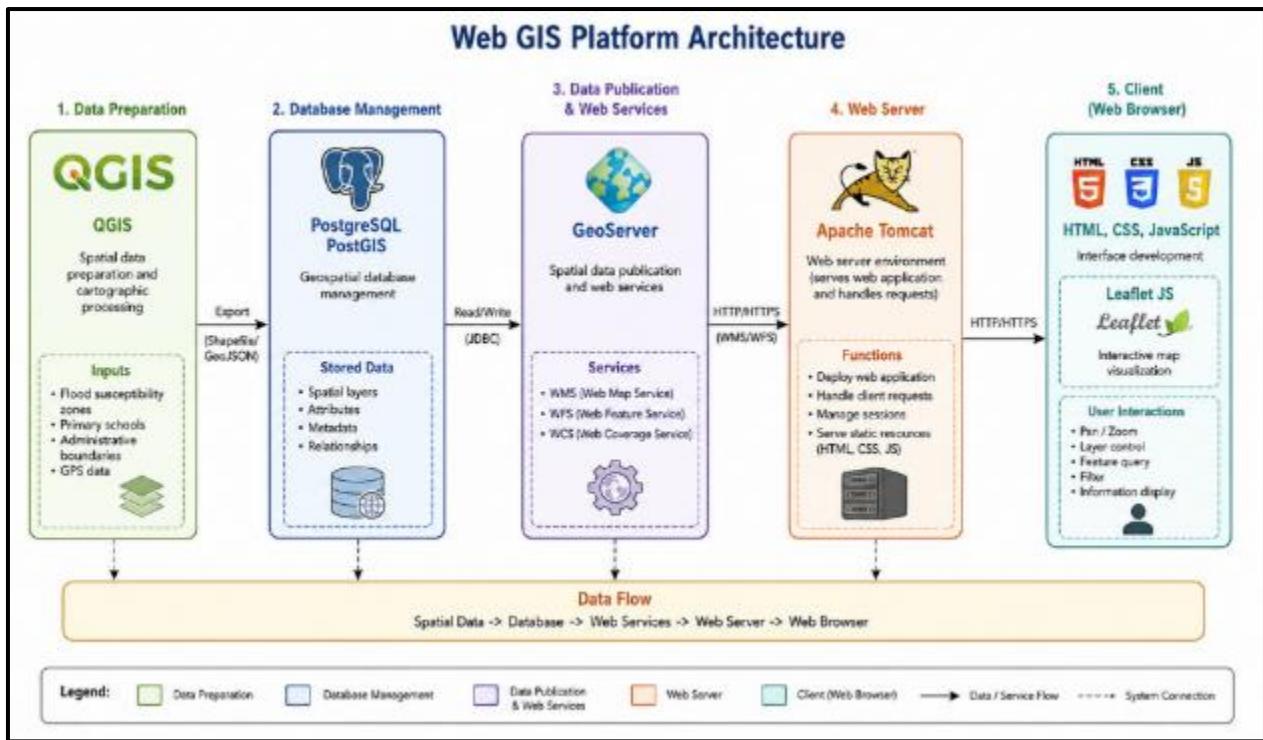 Web GIS Platform Architecture
1. Data Preparation
QGIS
QGIS
Spatial data
preparation and
cartographic
processing
Inputs
• Flood susceptibility
zones
• Primary schools
• Administrative
boundaries
• GPS data
Export
(Shapefile/
GeoJSON)
2. Database Management
PostgreSQL
PostGIS
Geospatial database
management
Stored Data
• Spatial layers
• Attributes
• Metadata
• Relationships
Read/Write
(JDBC)
3. Data Publication
& Web Services
GeoServer
Spatial data publication
and web services
Services
• WMS (Web Map Service)
• WFS (Web Feature Service)
• WCS (Web Coverage Service)
HTTP/HTTPS
(WMS/WFS)
4. Web Server
Apache Tomcat
Web server environment
(serves web application
and handles requests)
Functions
• Deploy web application
• Handle client requests
• Manage sessions
• Serve static resources
(HTML, CSS, JS)
HTTP/HTTPS
5. Client
(Web Browser)
HTML CSS JS
5 3 5
HTML, CSS, JavaScript
Interface development
Leaflet JS
Leaflet
Interactive map
visualization
User Interactions
• Pan / Zoom
• Layer control
• Feature query
• Filter
• Information display
Data Flow
Spatial Data -> Database -> Web Services -> Web Server -> Web Browser
Legend:
Data Preparation
Database Management
Data Publication
& Web Services
Web Server
Client (Web Browser)
Data / Service Flow
System Connection